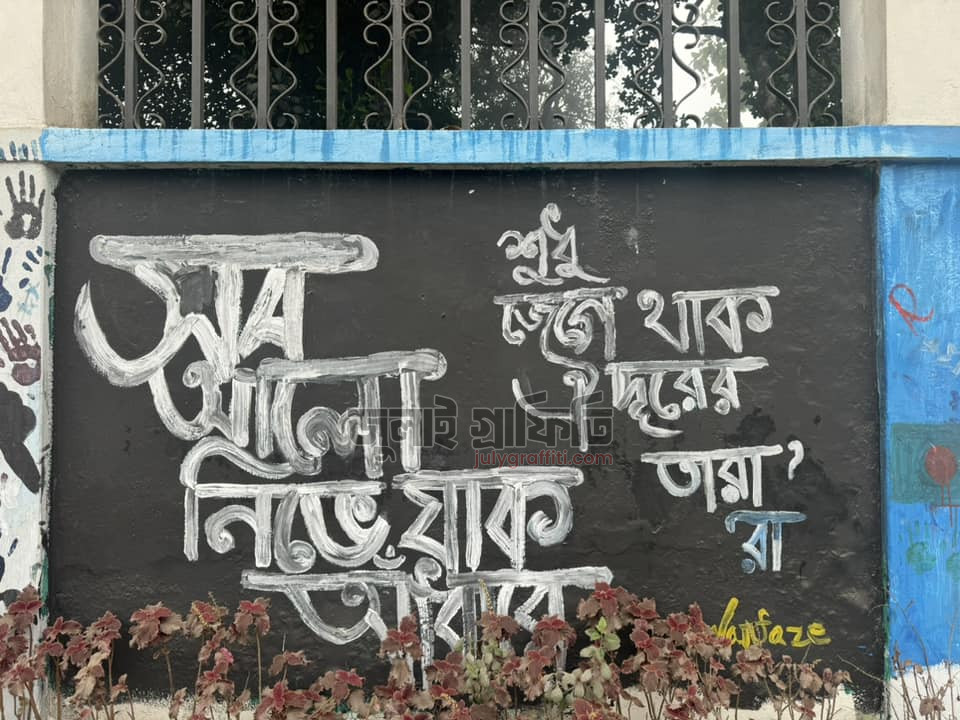 সব
আলো
নিভে যাক
আঁধারে
শুধু
জেগে থাক
ঐ দূরের
তারা'
রা
জুলাই গ্রাফিতি
julygraffiti.com